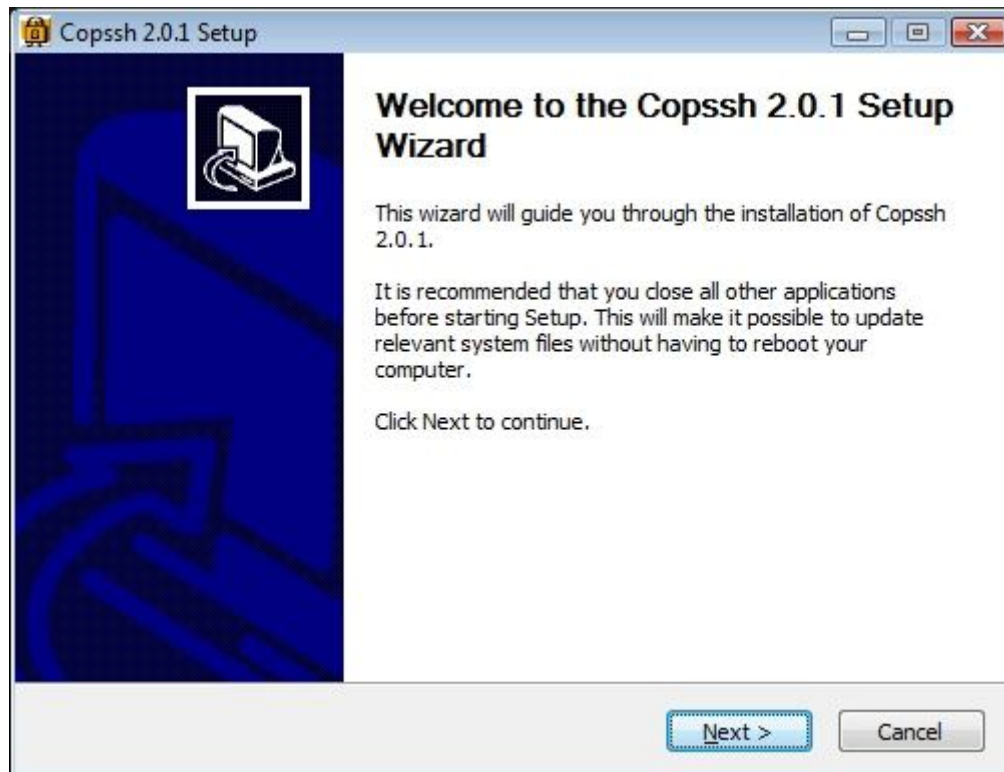 Copssh 2.0.1 Setup
Welcome to the Copssh 2.0.1 Setup
Wizard
This wizard will guide you through the installation of Copssh
2.0.1.
It is recommended that you close all other applications
before starting Setup. This will make it possible to update
relevant system files without having to reboot your
computer.
Click Next to continue.
Next >
Cancel